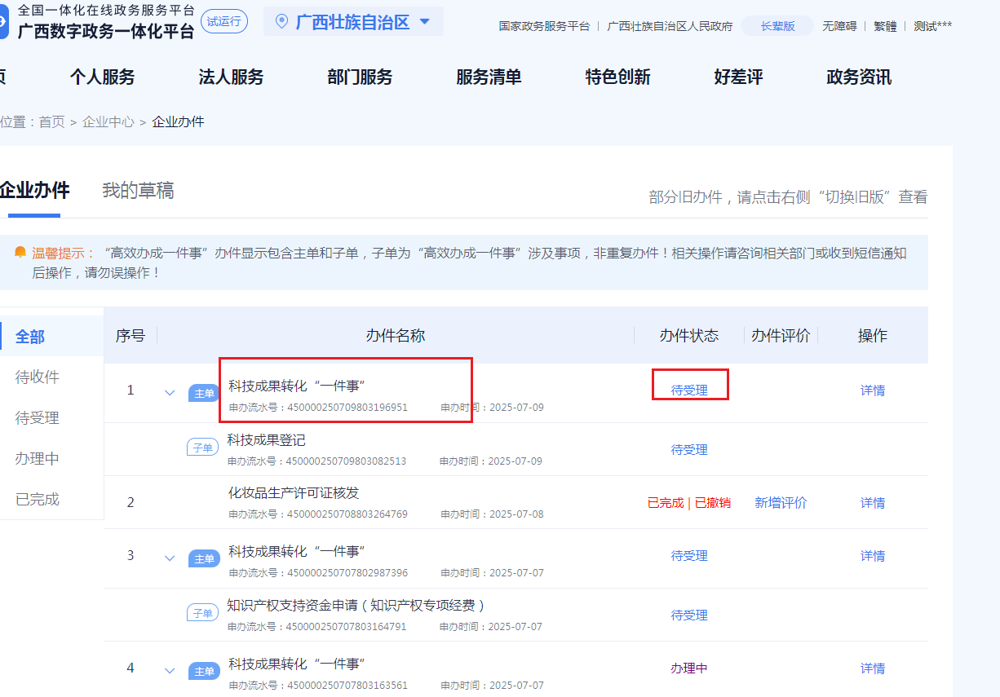 全国一体化在线政务服务平台
广西数字政务一体化平台
试运行
广西壮族自治区
国家政务服务平台 | 广西壮族自治区人民政府 长辈版 无障碍 | 繁體 | 测试***
页 个人服务 法人服务 部门服务 服务清单 特色创新 好差评 政务资讯
位置：首页 > 企业中心 > 企业办件
企业办件 我的草稿 部分旧办件，请点击右侧“切换旧版”查看
温馨提示：“高效办成一件事”办件显示包含主单和子单，子单为“高效办成一件事”涉及事项，非重复办件！相关操作请咨询相关部门或收到短信通知
后操作，请勿误操作！
全部
待收件
待受理
办理中
已完成
序号 办件名称 办件状态 办件评价 操作
1 主单 科技成果转化“一件事” 待受理 详情
申办流水号：450000250709803196951 申办时间：2025-07-09
子单 科技成果登记 待受理
申办流水号：450000250709803082513 申办时间：2025-07-09
2 化妆品生产许可证核发 已完成 | 已撤销 新增评价 详情
申办流水号：450000250708803264769 申办时间：2025-07-08
3 主单 科技成果转化“一件事” 待受理 详情
申办流水号：450000250707802987396 申办时间：2025-07-07
子单 知识产权支持资金申请（知识产权专项经费） 待受理
申办流水号：450000250707803164791 申办时间：2025-07-07
4 主单 科技成果转化“一件事” 办理中 详情
申办流水号：450000250707803163561 申办时间：2025-07-07